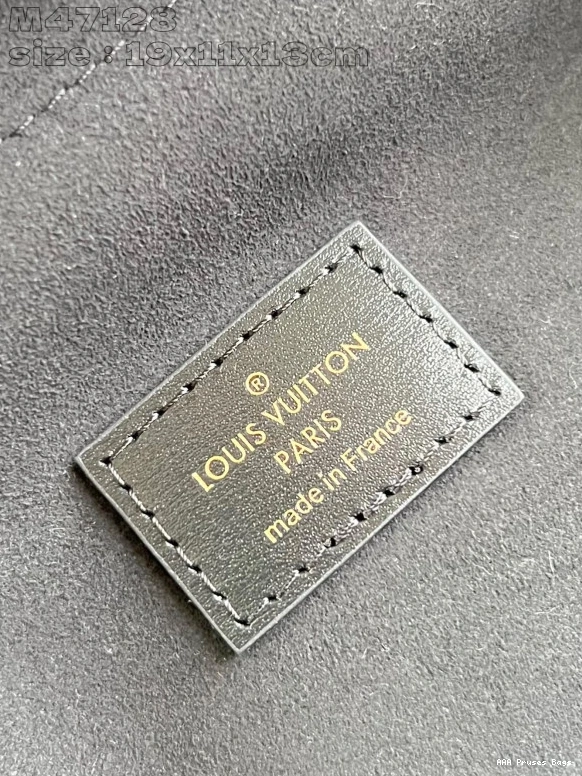 M47128
size : 19x11x13cm
®
LOUIS VUITTON
PARIS
made in France
AAA Pruses Bags